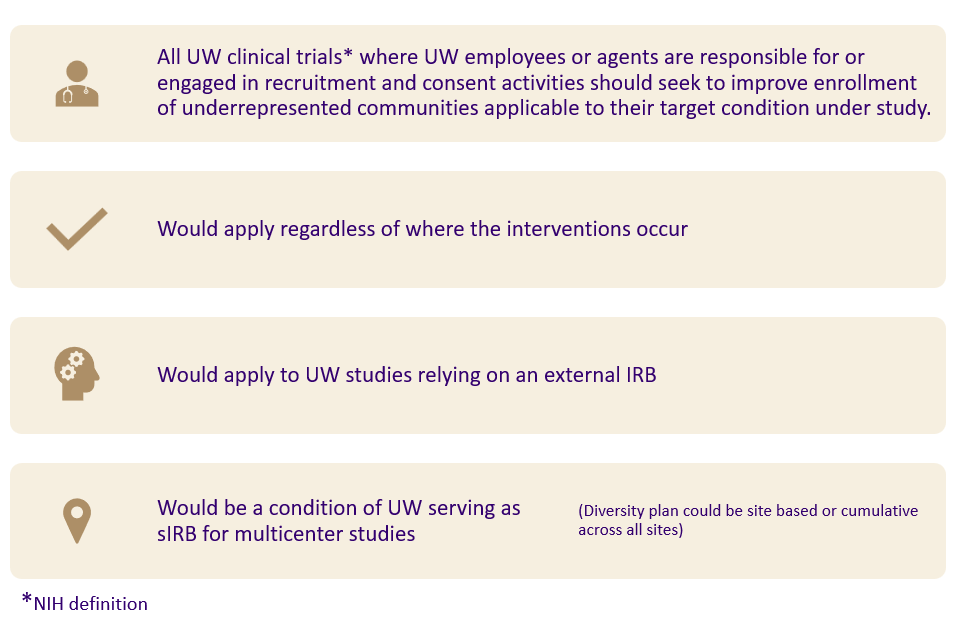 All UW clinical trials* where UW employees or agents are responsible for or
engaged in recruitment and consent activities should seek to improve enrollment
of underrepresented communities applicable to their target condition under study.
Would apply regardless of where the interventions occur
Would apply to UW studies relying on an external IRB
Would be a condition of UW serving as
sIRB for multicenter studies
(Diversity plan could be site based or cumulative
across all sites)
*NIH definition